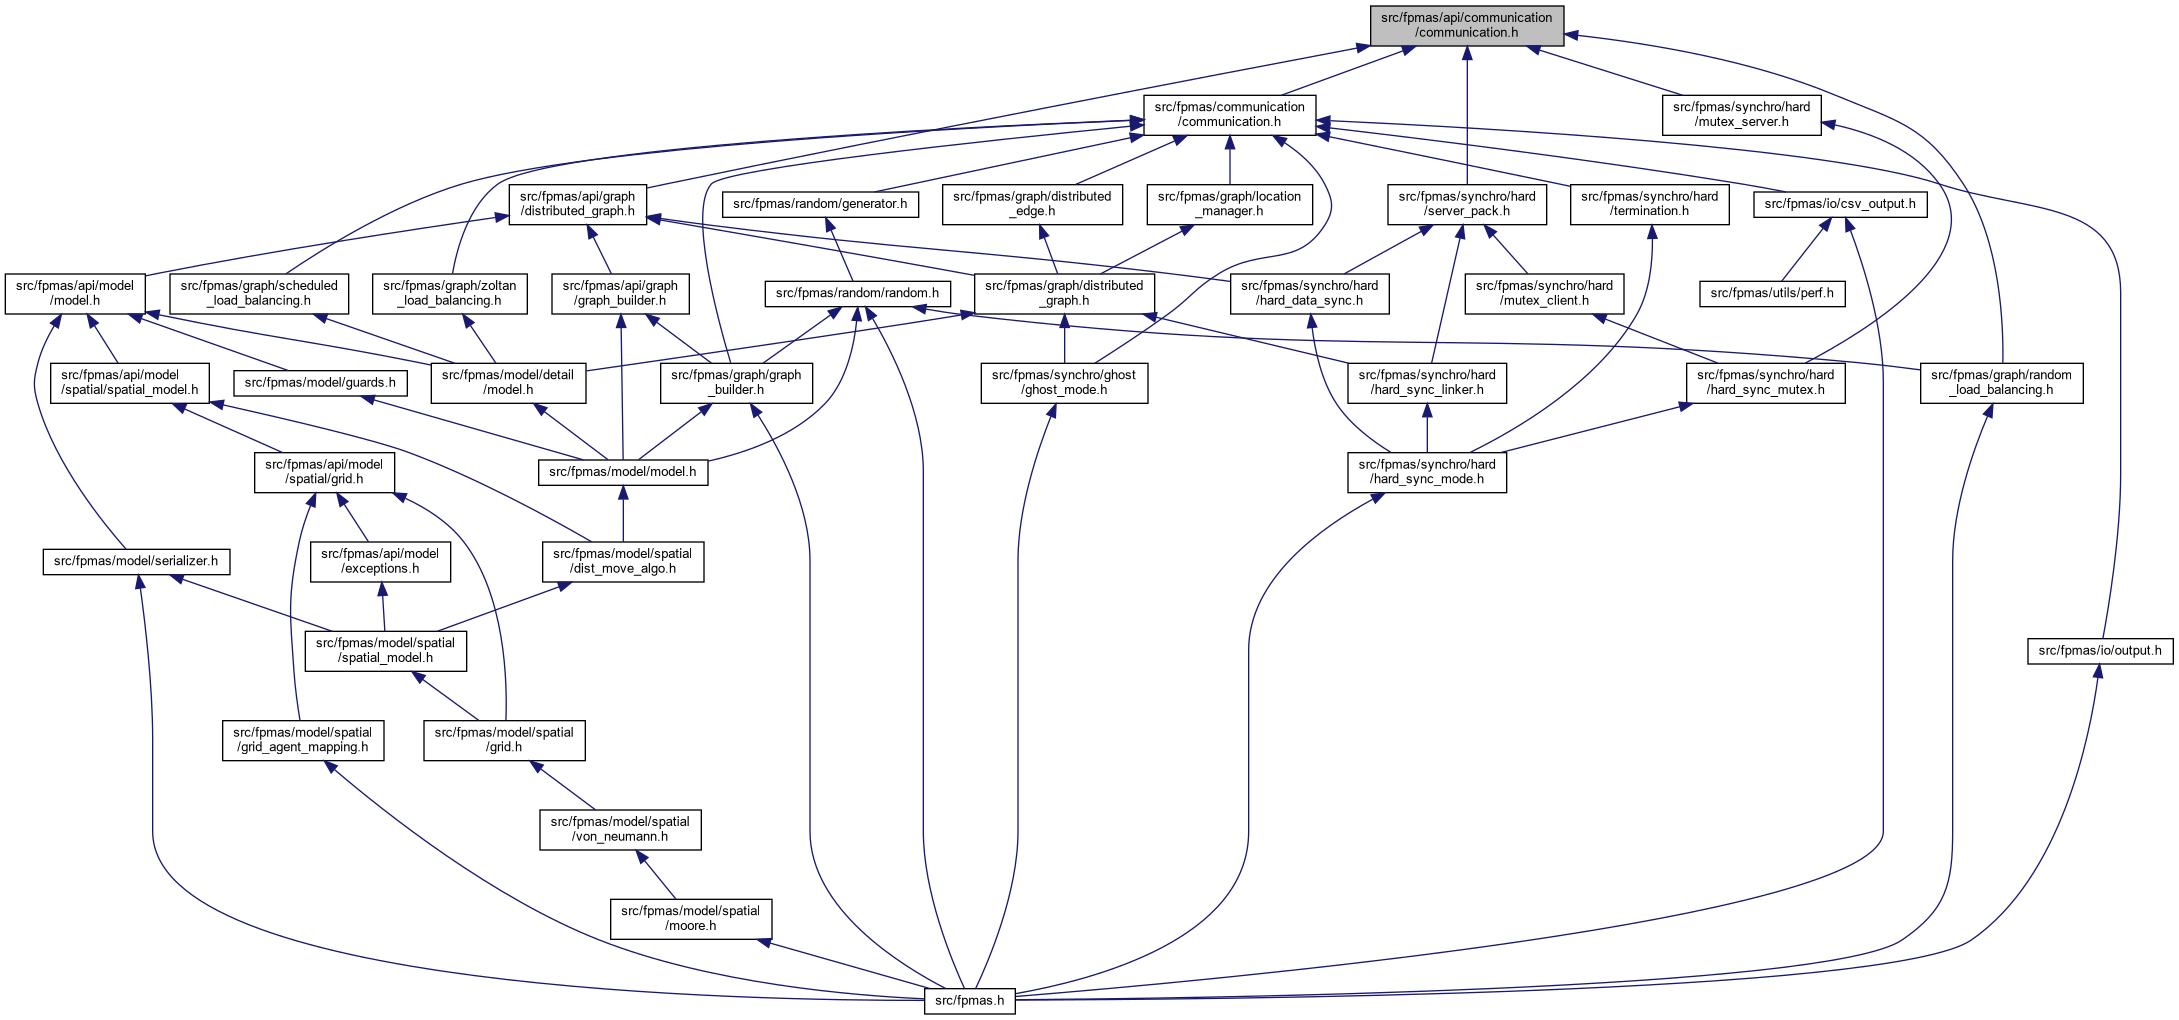 src/fpmas/api/communication
/communication.h
src/fpmas/communication
/communication.h
src/fpmas/synchro/hard
/mutex_server.h
src/fpmas/api/graph
/distributed_graph.h
src/fpmas/random/generator.h
src/fpmas/graph/distributed
_edge.h
src/fpmas/graph/location
_manager.h
src/fpmas/synchro/hard
/server_pack.h
src/fpmas/synchro/hard
/termination.h
src/fpmas/io/csv_output.h
src/fpmas/api/model
/model.h
src/fpmas/graph/scheduled
_load_balancing.h
src/fpmas/graph/zoltan
_load_balancing.h
src/fpmas/api/graph
/graph_builder.h
src/fpmas/random/random.h
src/fpmas/graph/distributed
_graph.h
src/fpmas/synchro/hard
/hard_data_sync.h
src/fpmas/synchro/hard
/mutex_client.h
src/fpmas/utils/perf.h
src/fpmas/api/model
/spatial/spatial_model.h
src/fpmas/model/guards.h
src/fpmas/model/detail
/model.h
src/fpmas/graph/graph
_builder.h
src/fpmas/synchro/ghost
/ghost_mode.h
src/fpmas/synchro/hard
/hard_sync_linker.h
src/fpmas/synchro/hard
/hard_sync_mutex.h
src/fpmas/graph/random
_load_balancing.h
src/fpmas/api/model
/spatial/grid.h
src/fpmas/model/model.h
src/fpmas/synchro/hard
/hard_sync_mode.h
src/fpmas/model/serializer.h
src/fpmas/api/model
/exceptions.h
src/fpmas/model/spatial
/dist_move_algo.h
src/fpmas/model/spatial
/spatial_model.h
src/fpmas/io/output.h
src/fpmas/model/spatial
/grid_agent_mapping.h
src/fpmas/model/spatial
/grid.h
src/fpmas/model/spatial
/von_neumann.h
src/fpmas/model/spatial
/moore.h
src/fpmas.h